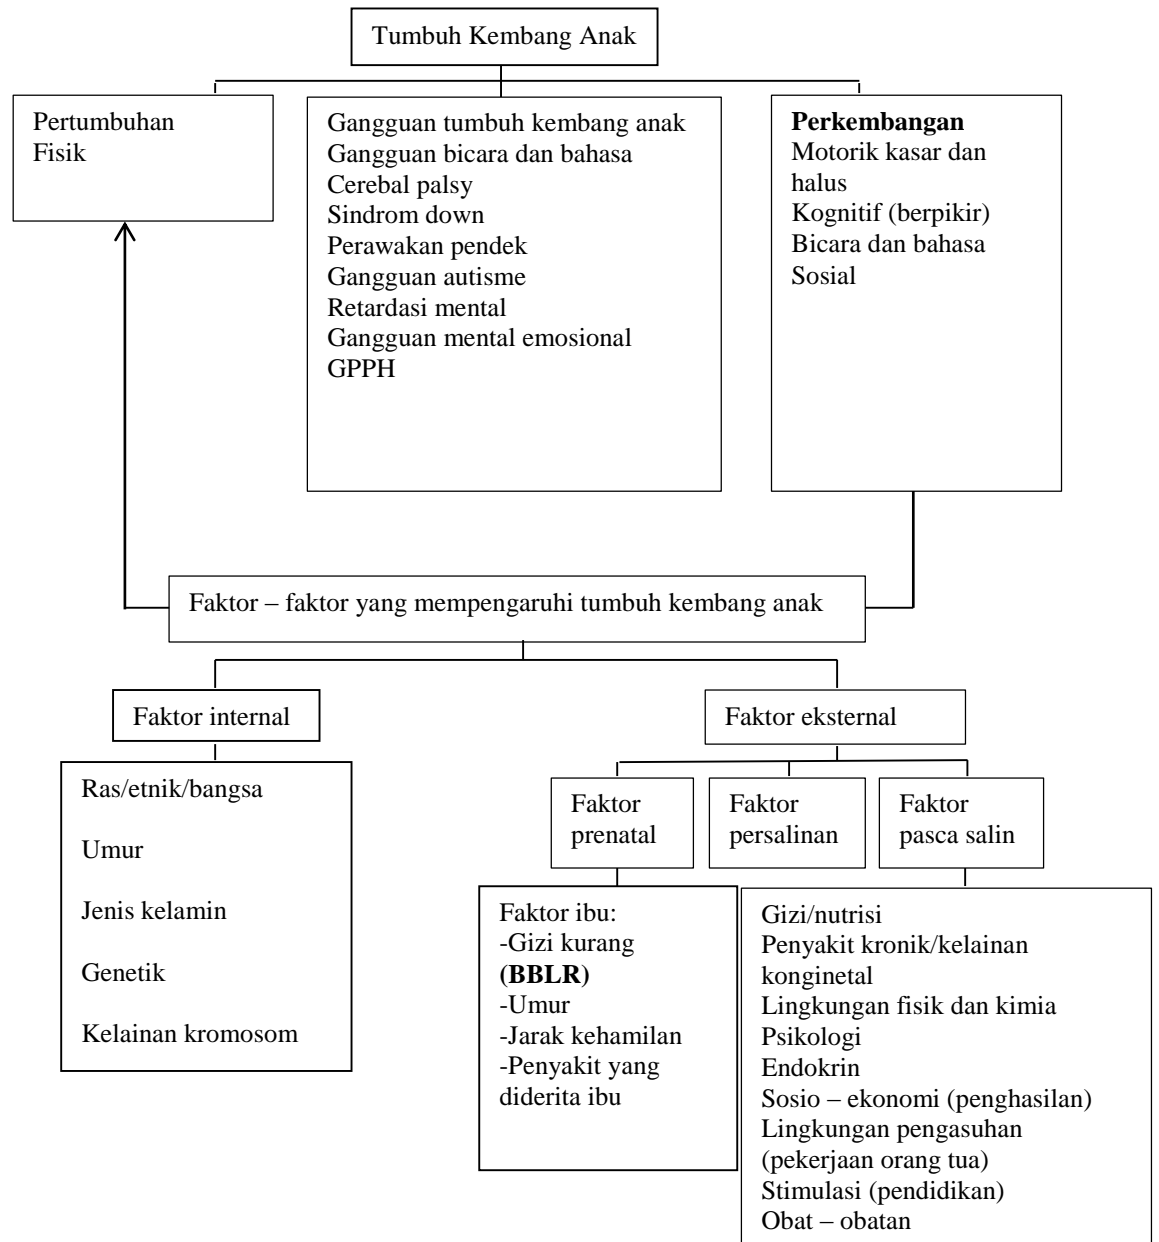 Tumbuh Kembang Anak
Pertumbuhan
Fisik
Gangguan tumbuh kembang anak
Gangguan bicara dan bahasa
Cerebal palsy
Sindrom down
Perawakan pendek
Gangguan autisme
Retardasi mental
Gangguan mental emosional
GPPH
Perkembangan
Motorik kasar dan
halus
Kognitif (berpikir)
Bicara dan bahasa
Sosial
Faktor – faktor yang mempengaruhi tumbuh kembang anak
Faktor internal
Faktor eksternal
Ras/etnik/bangsa
Umur
Jenis kelamin
Genetik
Kelainan kromosom
Faktor
prenatal
Faktor
persalinan
Faktor
pasca salin
Faktor ibu:
-Gizi kurang
(BBLR)
-Umur
-Jarak kehamilan
-Penyakit yang
diderita ibu
Gizi/nutrisi
Penyakit kronik/kelainan
konginetal
Lingkungan fisik dan kimia
Psikologi
Endokrin
Sosio – ekonomi (penghasilan)
Lingkungan pengasuhan
(pekerjaan orang tua)
Stimulasi (pendidikan)
Obat – obatan